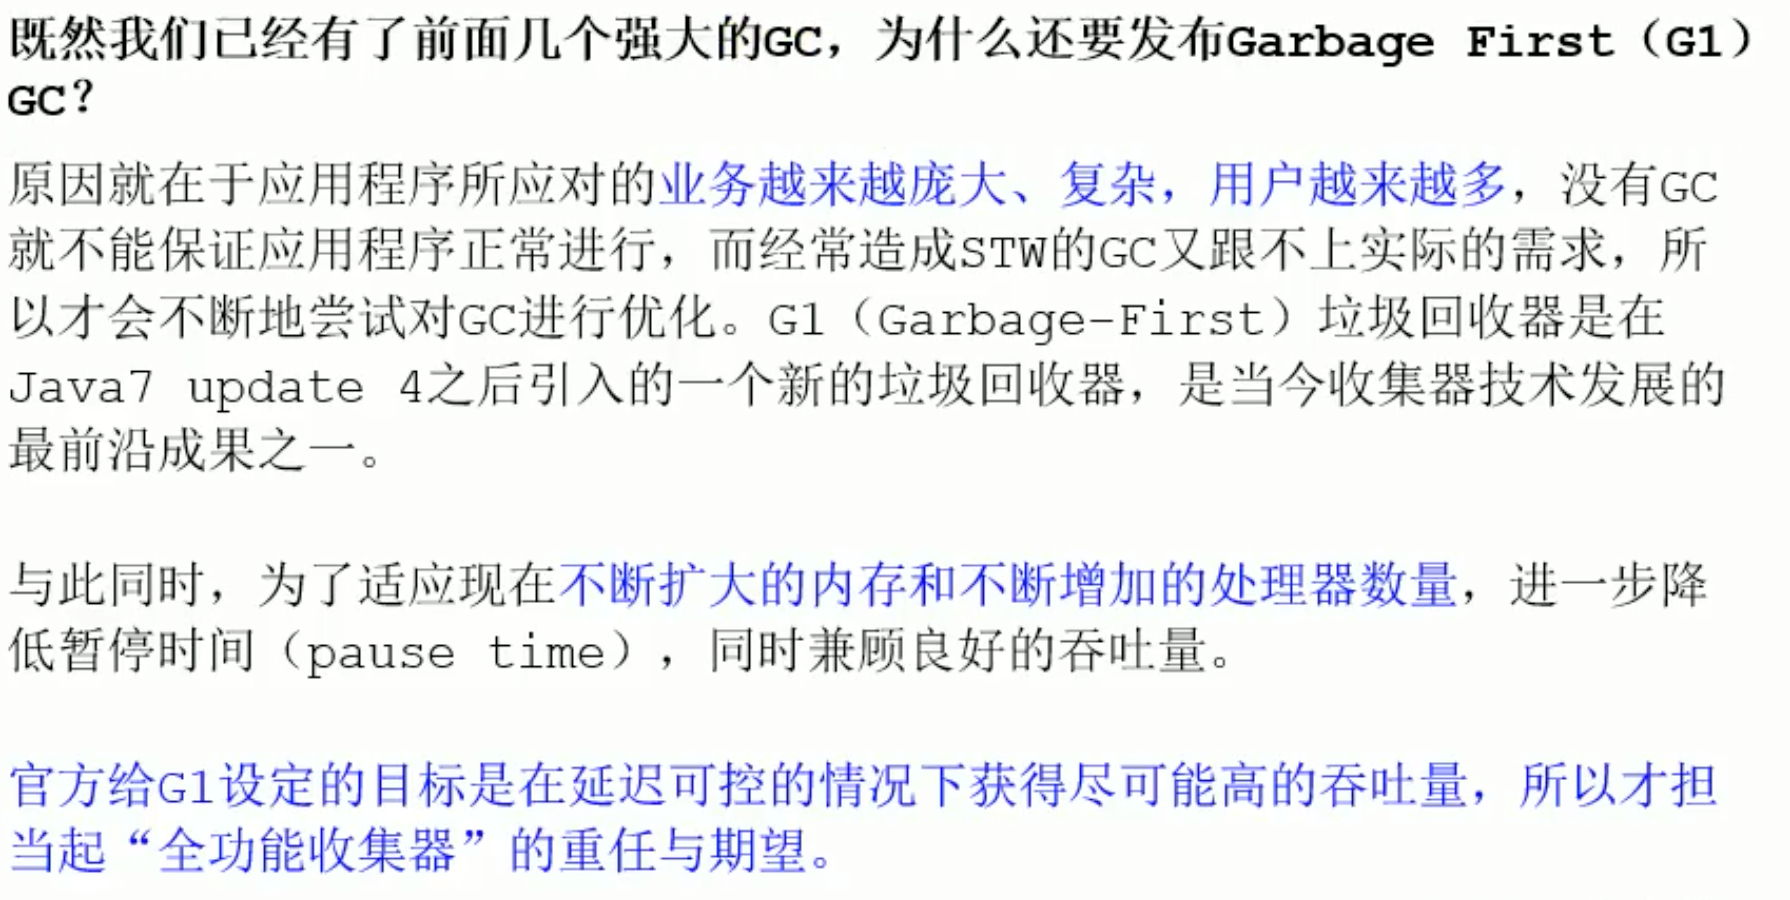 既然我们已经有了前面几个强大的GC，为什么还要发布Garbage First（G1）
GC？
原因就在于应用程序所应对的业务越来越庞大、复杂，用户越来越多，没有GC
就不能保证应用程序正常进行，而经常造成STW的GC又跟不上实际的需求，所
以才会不断地尝试对GC进行优化。G1（Garbage-First）垃圾回收器是在
Java7 update 4之后引入的一个新的垃圾回收器，是当今收集器技术发展的
最前沿成果之一。
与此同时，为了适应现在不断扩大的内存和不断增加的处理器数量，进一步降
低暂停时间（pause time），同时兼顾良好的吞吐量。
官方给G1设定的目标是在延迟可控的情况下获得尽可能高的吞吐量，所以才担
当起“全功能收集器”的重任与期望。